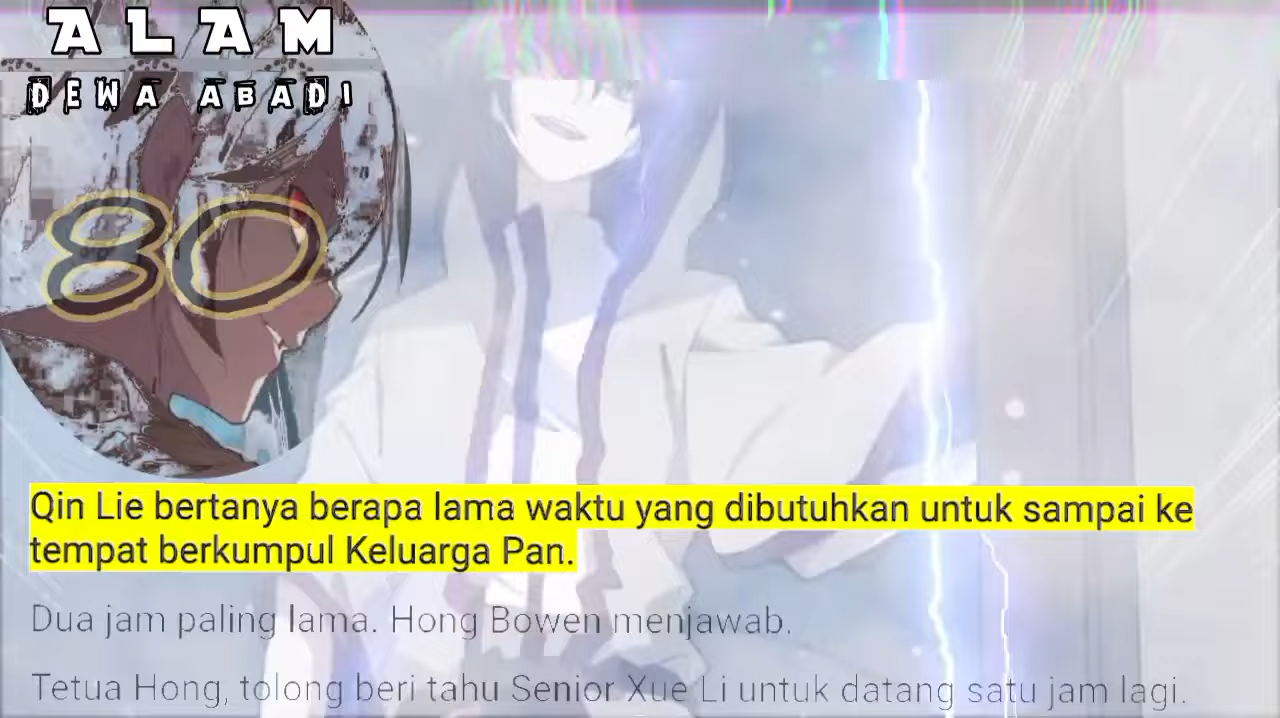 ALAM
DEWA ABADI
80
Qin Lie bertanya berapa lama waktu yang dibutuhkan untuk sampai ke
tempat berkumpul Keluarga Pan.
Dua jam paling lama. Hong Bowen menjawab.
Tetua Hong, tolong beri tahu Senior Xue Li untuk datang satu jam lagi.